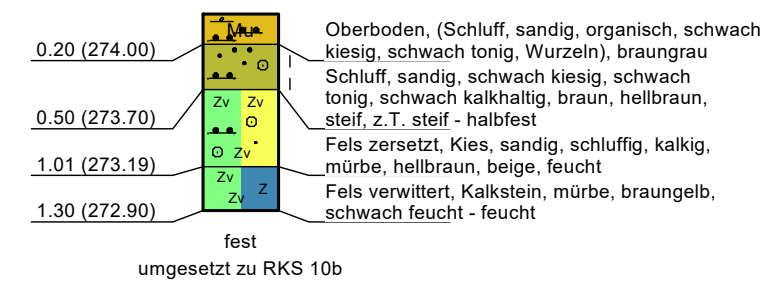 Mu
Oberboden, (Schluff, sandig, organisch, schwach
kiesig, schwach tonig, Wurzeln), braungrau
0.20 (274.00)
Schluff, sandig, schwach kiesig, schwach
tonig, schwach kalkhaltig, braun, hellbraun,
steif, z.T. steif - halbfest
0.50 (273.70)
Zv Zv
Zv
Fels zersetzt, Kies, sandig, schluffig, kalkig,
mürbe, hellbraun, beige, feucht
1.01 (273.19)
Zv
Zv Z
Fels verwittert, Kalkstein, mürbe, braungelb,
schwach feucht - feucht
1.30 (272.90)
fest
umgesetzt zu RKS 10b